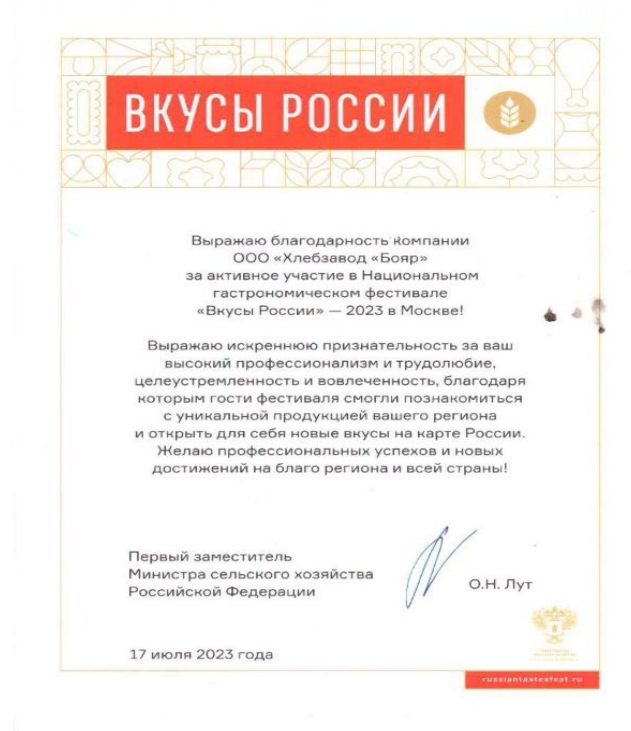 ВКУСЫ РОССИИ
Выражаю благодарность компании
ООО «Хлебзавод «Бояр»
за активное участие в Национальном
гастрономическом фестивале
«Вкусы России» — 2023 в Москве!
Выражаю искреннюю признательность за ваш
высокий профессионализм и трудолюбие,
целеустремленность и вовлеченность, благодаря
которым гости фестиваля смогли познакомиться
с уникальной продукцией вашего региона
и открыть для себя новые вкусы на карте России.
Желаю профессиональных успехов и новых
достижений на благо региона и всей страны!
Первый заместитель
Министра сельского хозяйства
Российской Федерации
О.Н. Лут
17 июля 2023 года
russiantastesfest.ru